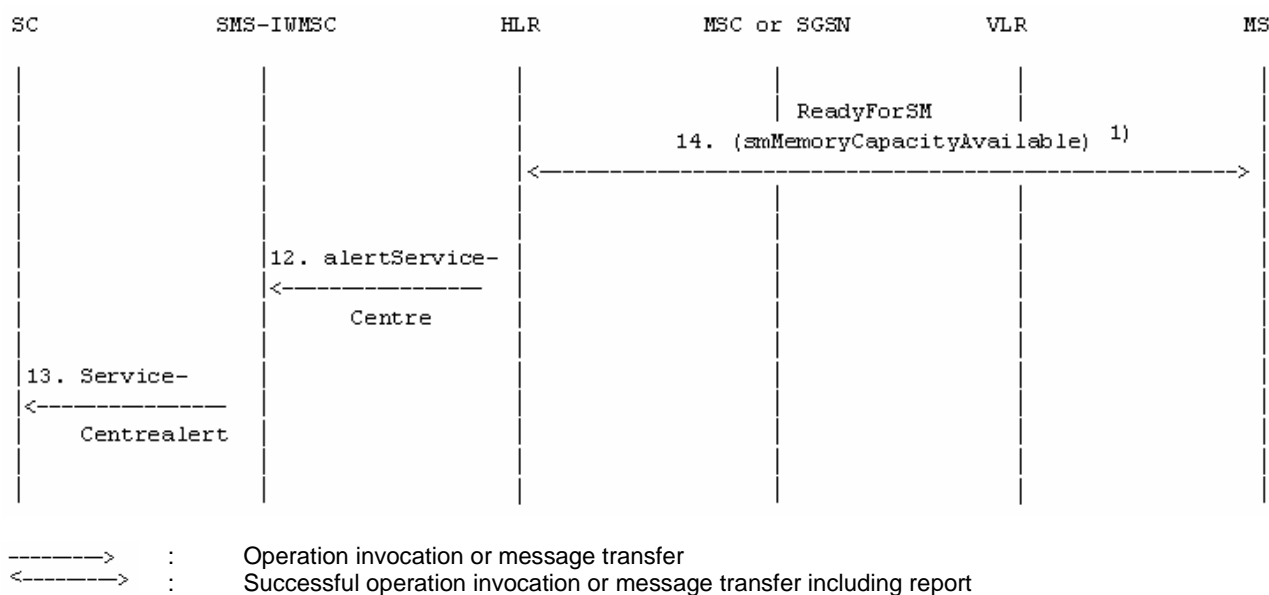 SC SMS-IWMSC HLR MSC or SGSN VLR MS
ReadyForSM
14. (smMemoryCapacityAvailable) 1)
12. alertService-
Centre
13. Service-
Centrealert
: Operation invocation or message transfer
: Successful operation invocation or message transfer including report